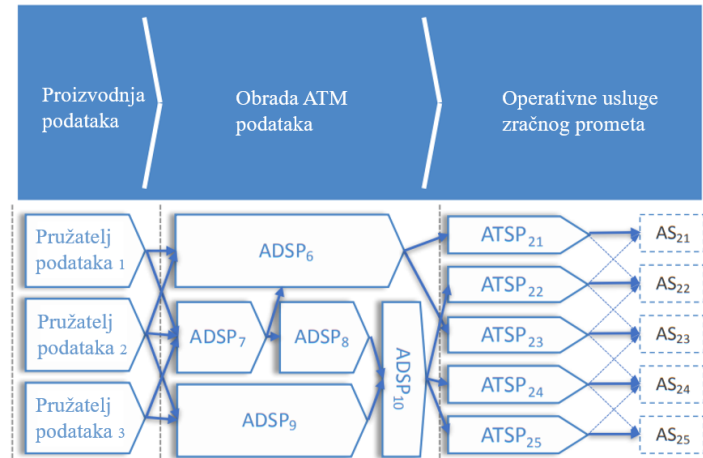 Proizvodnja
podataka
Obrada ATM
podataka
Operativne usluge
zračnog prometa
Pružatelj
podataka 1
Pružatelj
podataka 2
Pružatelj
podataka 3
ADSP6
ADSP7
ADSP8
ADSP9
ADSP10
ATSP21
ATSP22
ATSP23
ATSP24
ATSP25
AS21
AS22
AS23
AS24
AS25